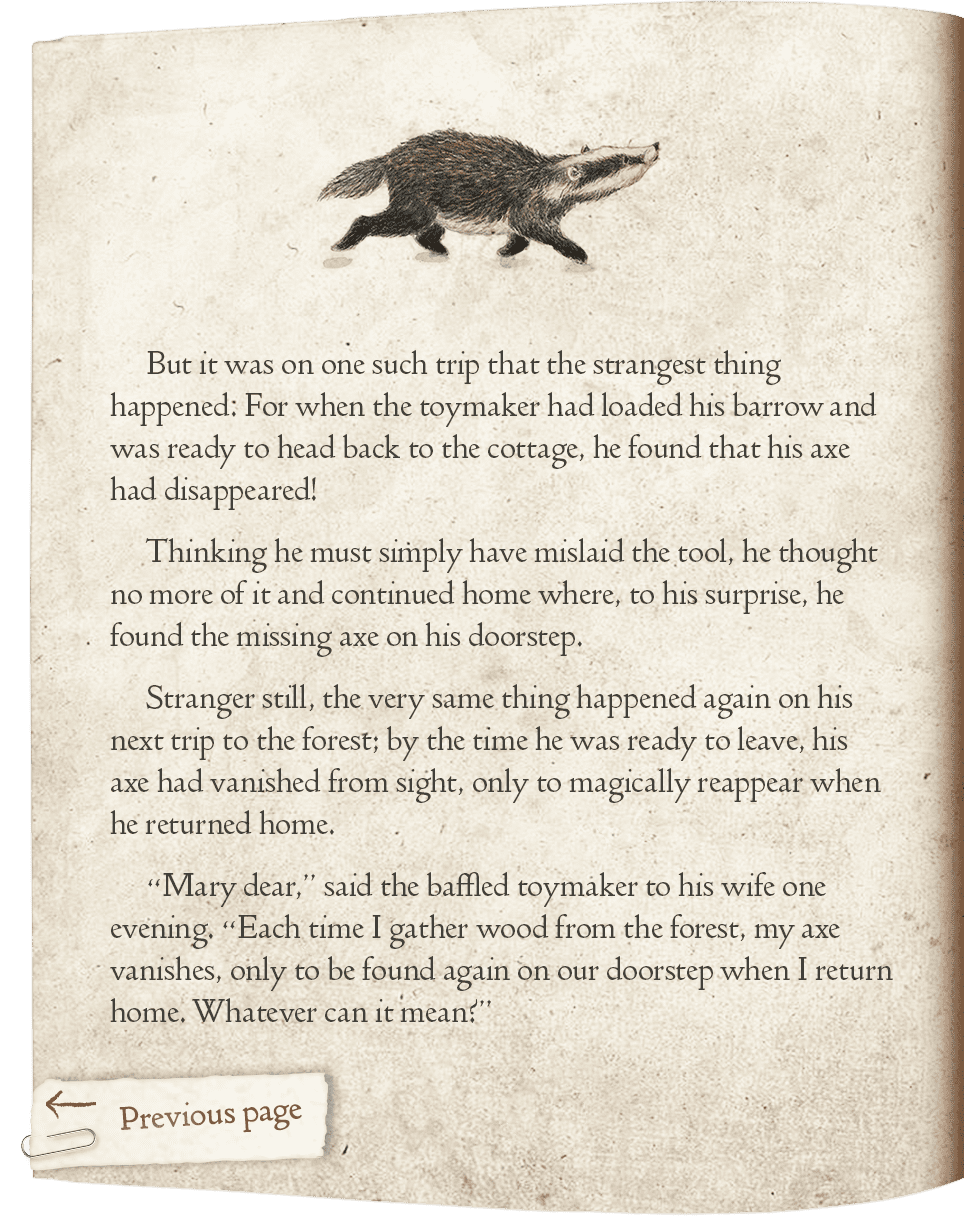 But it was on one such trip that the strangest thing
happened: For when the toymaker had loaded his barrow and
was ready to head back to the cottage, he found that his axe
had disappeared!
Thinking he must simply have mislaid the tool, he thought
no more of it and continued home where, to his surprise, he
found the missing axe on his doorstep.
Stranger still, the very same thing happened again on his
next trip to the forest; by the time he was ready to leave, his
axe had vanished from sight, only to magically reappear when
he returned home.
“Mary dear,” said the baffled toymaker to his wife one
evening. “Each time I gather wood from the forest, my axe
vanishes, only to be found again on our doorstep when I return
home. Whatever can it mean?”
Previous page